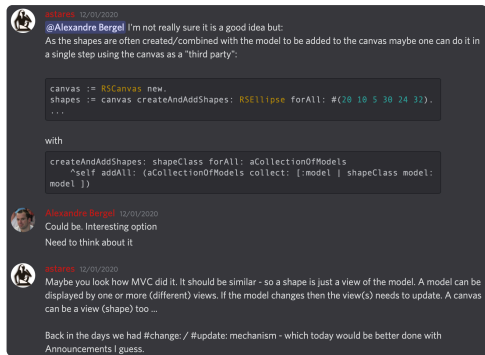 astares 12/01/2020
@Alexandre Bergel I'm not really sure it is a good idea but:
As the shapes are often created/combined with the model to be added to the canvas maybe one can do it in
a single step using the canvas as a "third party":
canvas := RSCanvas new.
shapes := canvas createAndAddShapes: RSEllipse forAll: #(20 10 5 30 24 32).
...
with
createAndAddShapes: shapeClass forAll: aCollectionOfModels
^self addAll: (aCollectionOfModels collect: [:model | shapeClass model:
model ])
Alexandre Bergel 12/01/2020
Could be. Interesting option
Need to think about it
astares 12/01/2020
Maybe you look how MVC did it. It should be similar - so a shape is just a view of the model. A model can be
displayed by one or more (different) views. If the model changes then the view(s) needs to update. A canvas
can be a view (shape) too ...
Back in the days we had #change: / #update: mechanism - which today would be better done with
Announcements I guess.